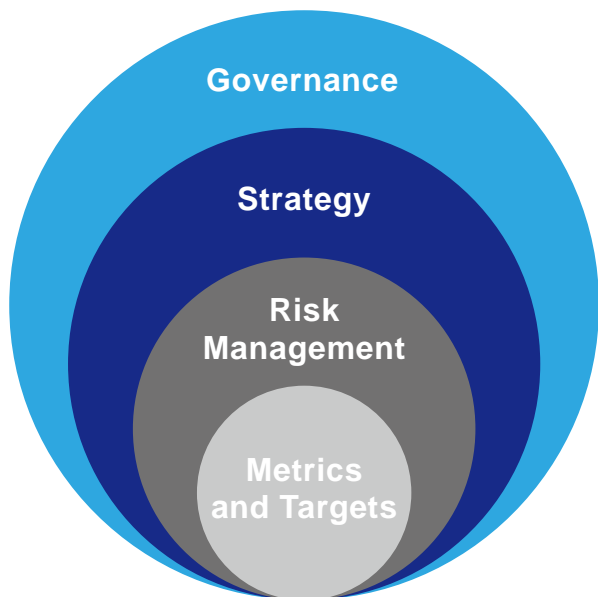 Governance
Strategy
Risk
Management
Metrics
and Targets